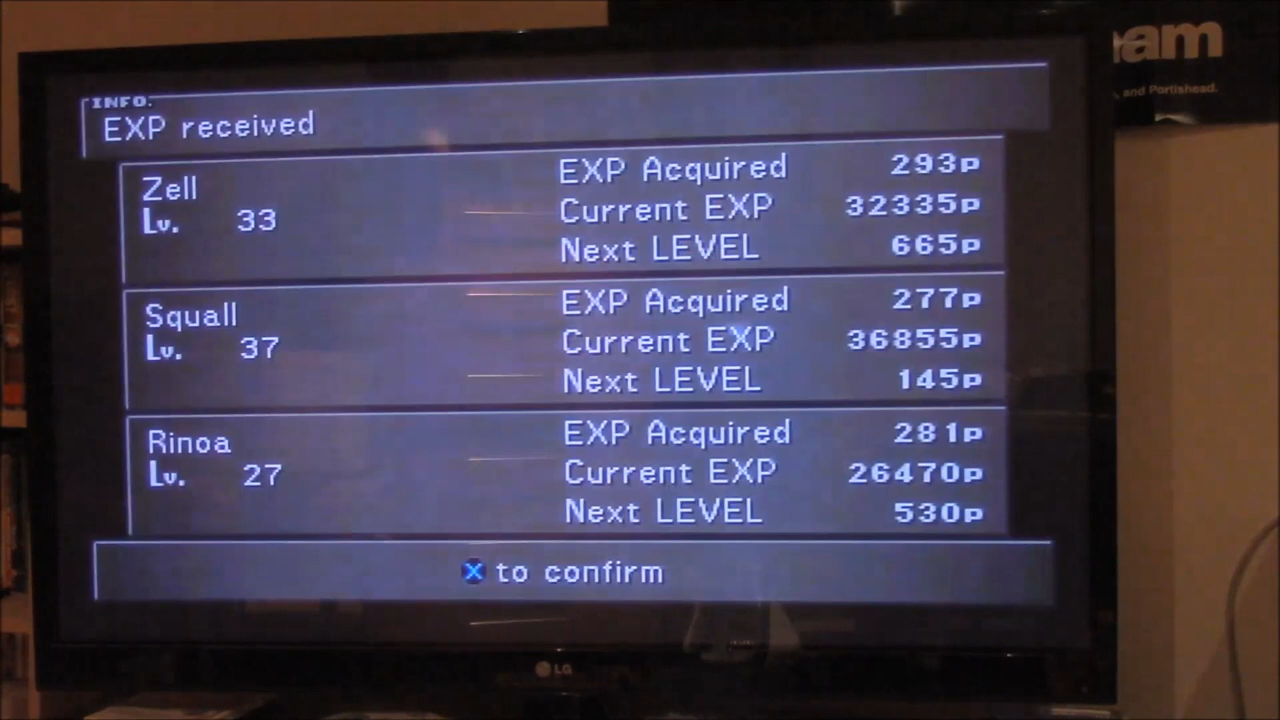 am
, and Portishead.
INFO.
EXP received
Zell
Lv. 33
EXP Acquired 293p
Current EXP 32335p
Next LEVEL 665p
Squall
Lv. 37
EXP Acquired 277p
Current EXP 36855p
Next LEVEL 145p
Rinoa
Lv. 27
EXP Acquired 281p
Current EXP 26470p
Next LEVEL 530p
X to confirm
LG